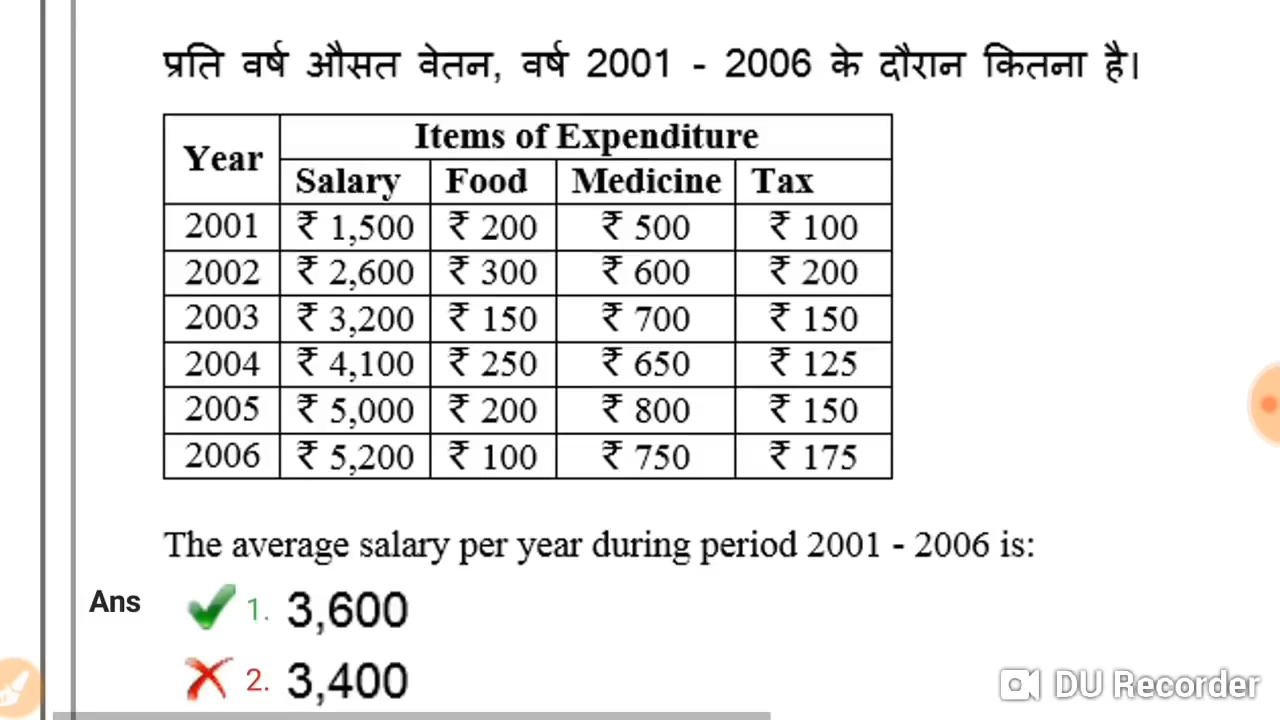 प्रति वर्ष औसत वेतन, वर्ष 2001 - 2006 के दौरान कितना है।
Year Items of Expenditure
Salary Food Medicine Tax
2001 ₹ 1,500 ₹ 200 ₹ 500 ₹ 100
2002 ₹ 2,600 ₹ 300 ₹ 600 ₹ 200
2003 ₹ 3,200 ₹ 150 ₹ 700 ₹ 150
2004 ₹ 4,100 ₹ 250 ₹ 650 ₹ 125
2005 ₹ 5,000 ₹ 200 ₹ 800 ₹ 150
2006 ₹ 5,200 ₹ 100 ₹ 750 ₹ 175
The average salary per year during period 2001 - 2006 is:
Ans 1. 3,600
2. 3,400
DU Recorder